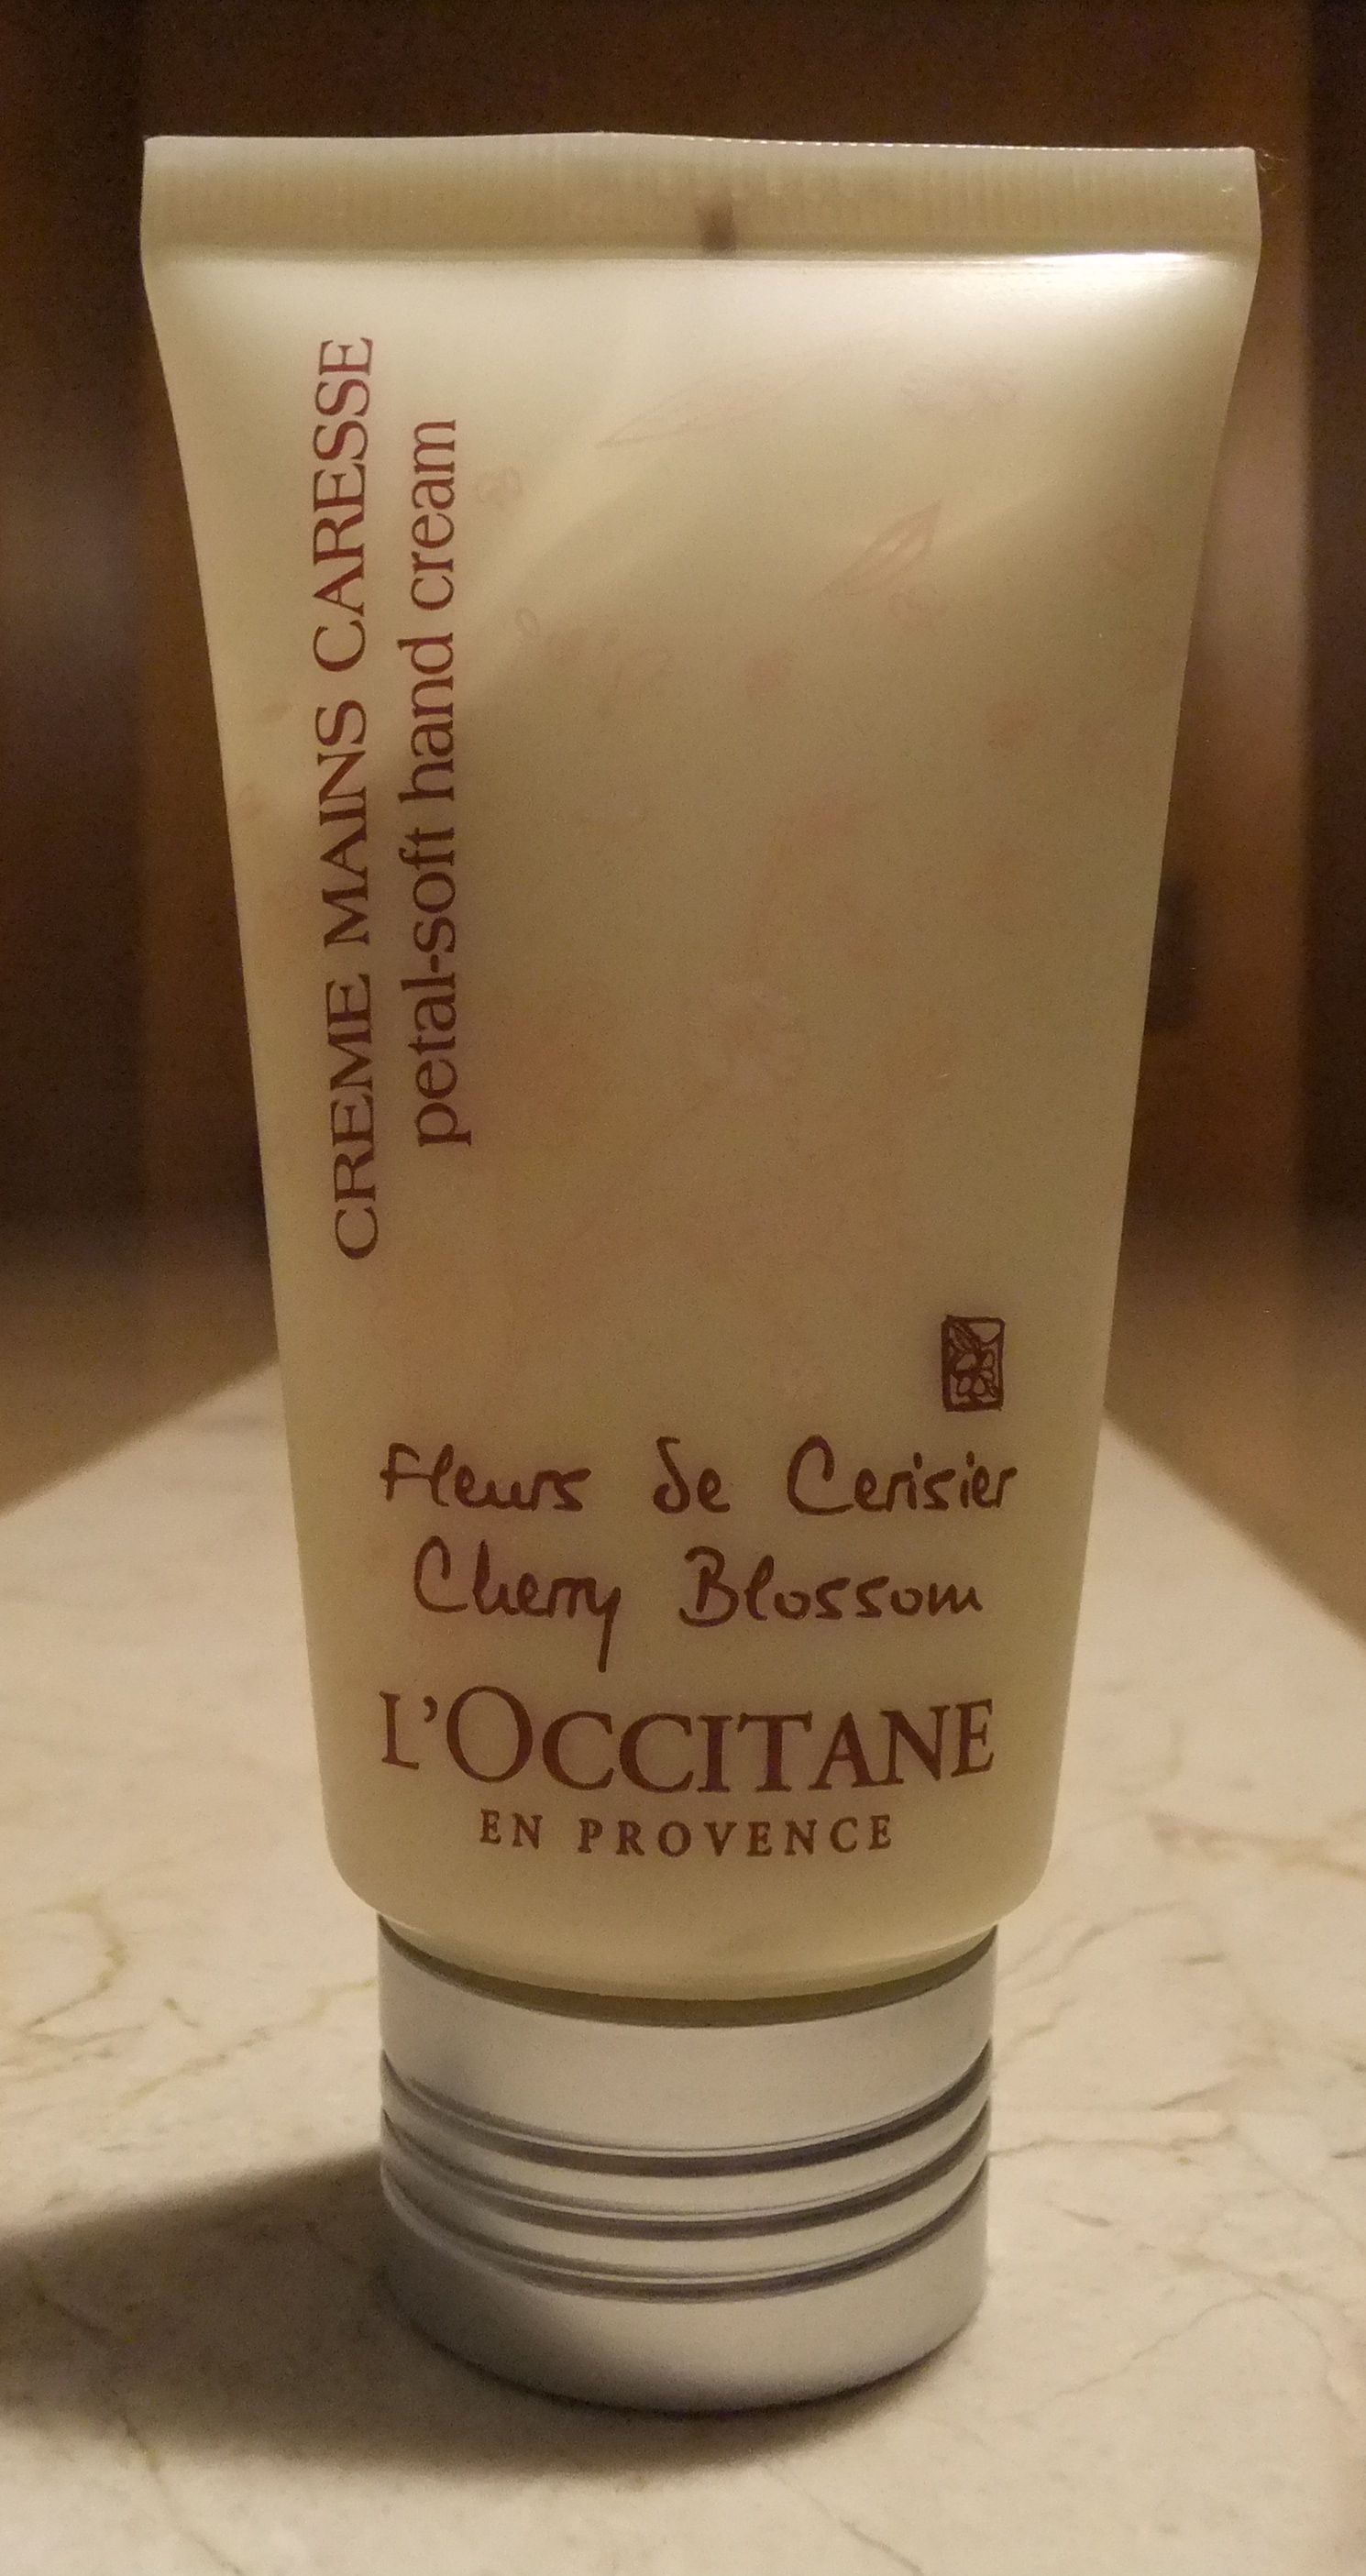 CREME MAINS CARESSE
petal-soft hand cream
Fleurs de Cerisier
Cherry Blossom
L'OCCITANE
EN PROVENCE